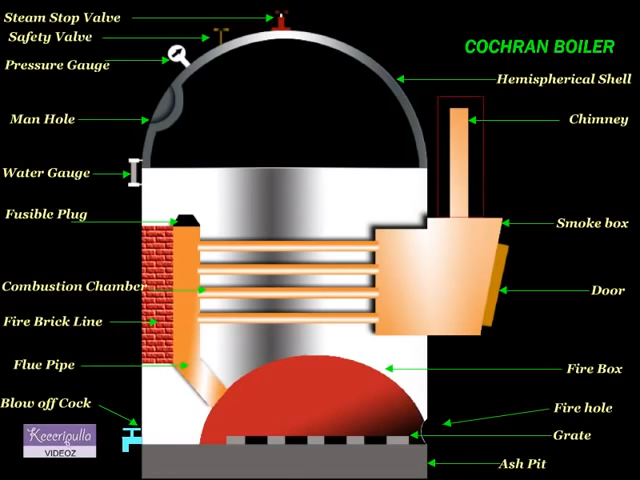 Steam Stop Valve
Safety Valve
COCHRAN BOILER
Pressure Gauge
Hemispherical Shell
Man Hole
Chimney
Water Gauge
Fusible Plug
Smoke box
Combustion Chamber
Door
Fire Brick Line
Flue Pipe
Fire Box
Blow off Cock
Fire hole
Keeeripulla
VIDEOZ
Grate
Ash Pit